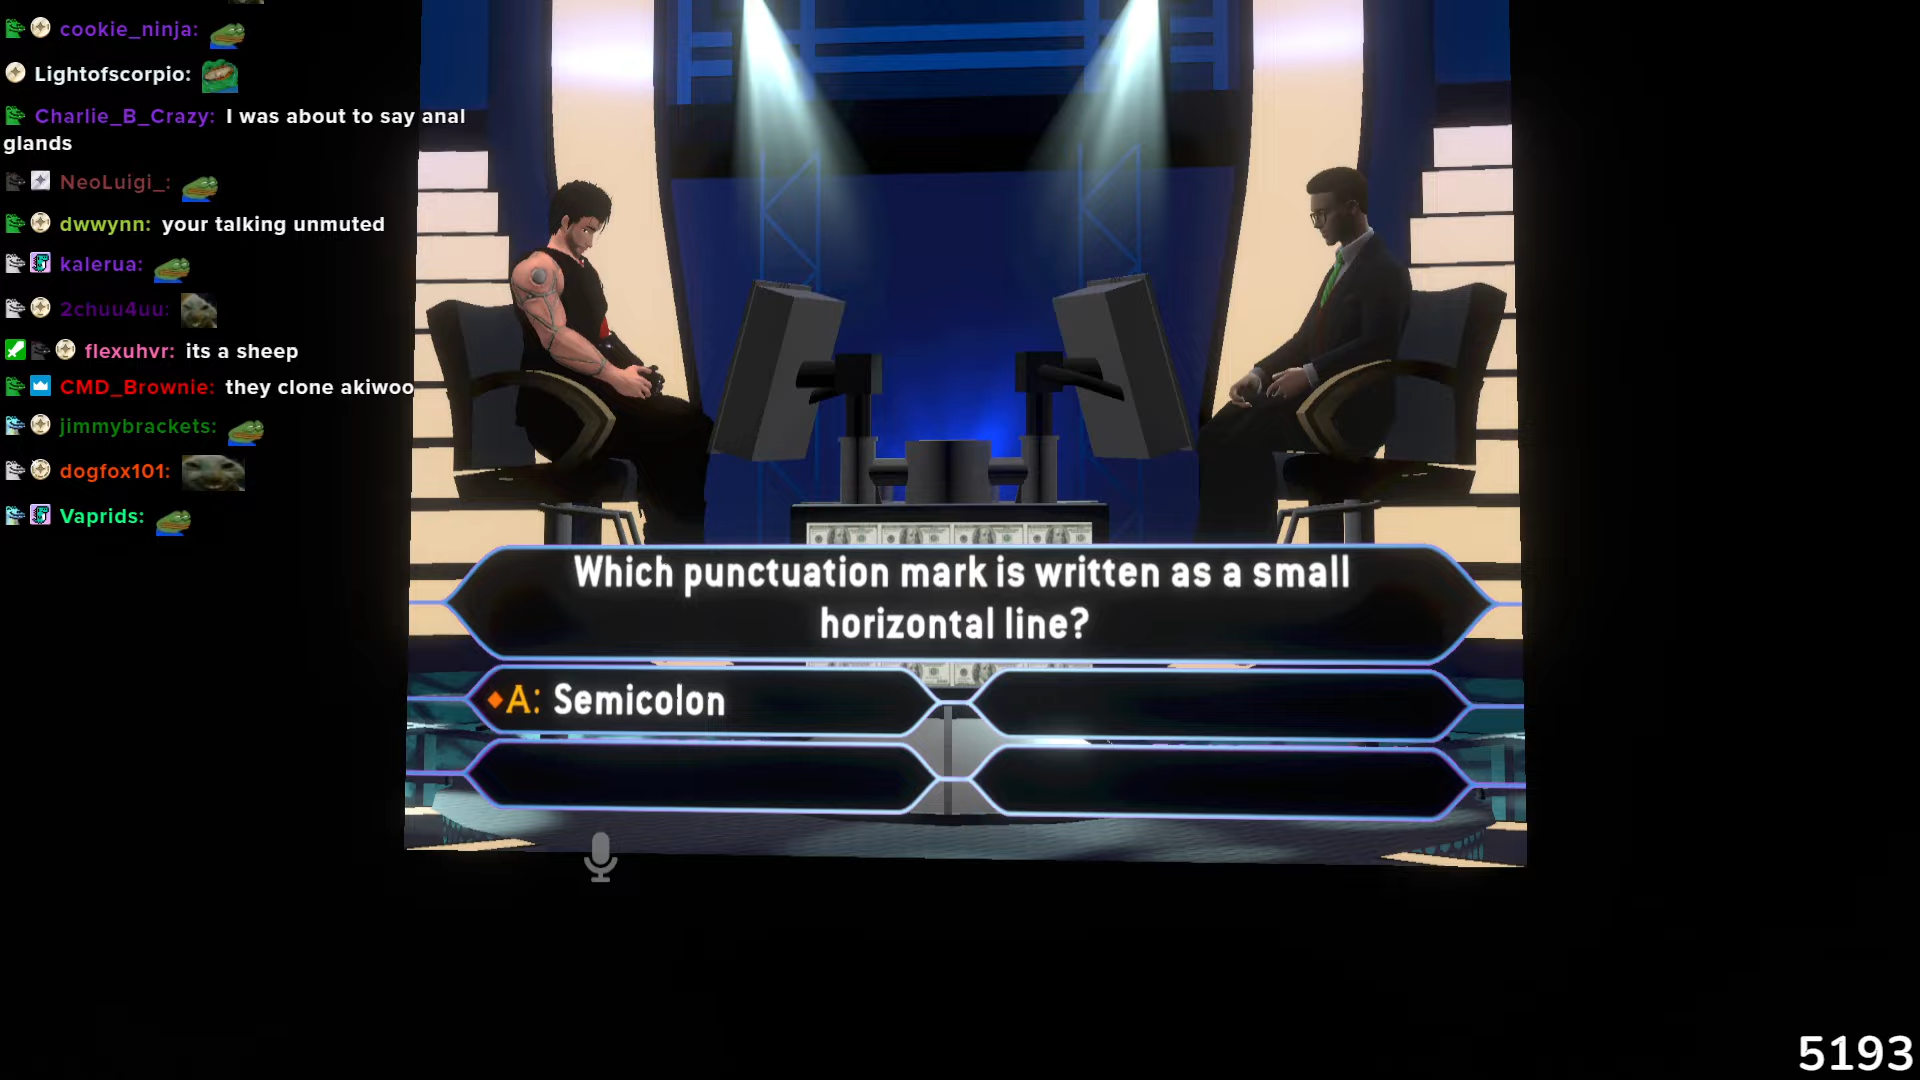 cookie_ninja:
Lightofscorpio:
Charlie_B_Crazy: I was about to say anal
glands
NeoLuigi_:
dwwynn: your talking unmuted
kalerua:
2chuu4uu:
flexuhvr: its a sheep
CMD_Brownie: they clone akiwoo
jimmybrackets:
dogfox101:
Vaprids:
Which punctuation mark is written as a small
horizontal line?
A: Semicolon
5193